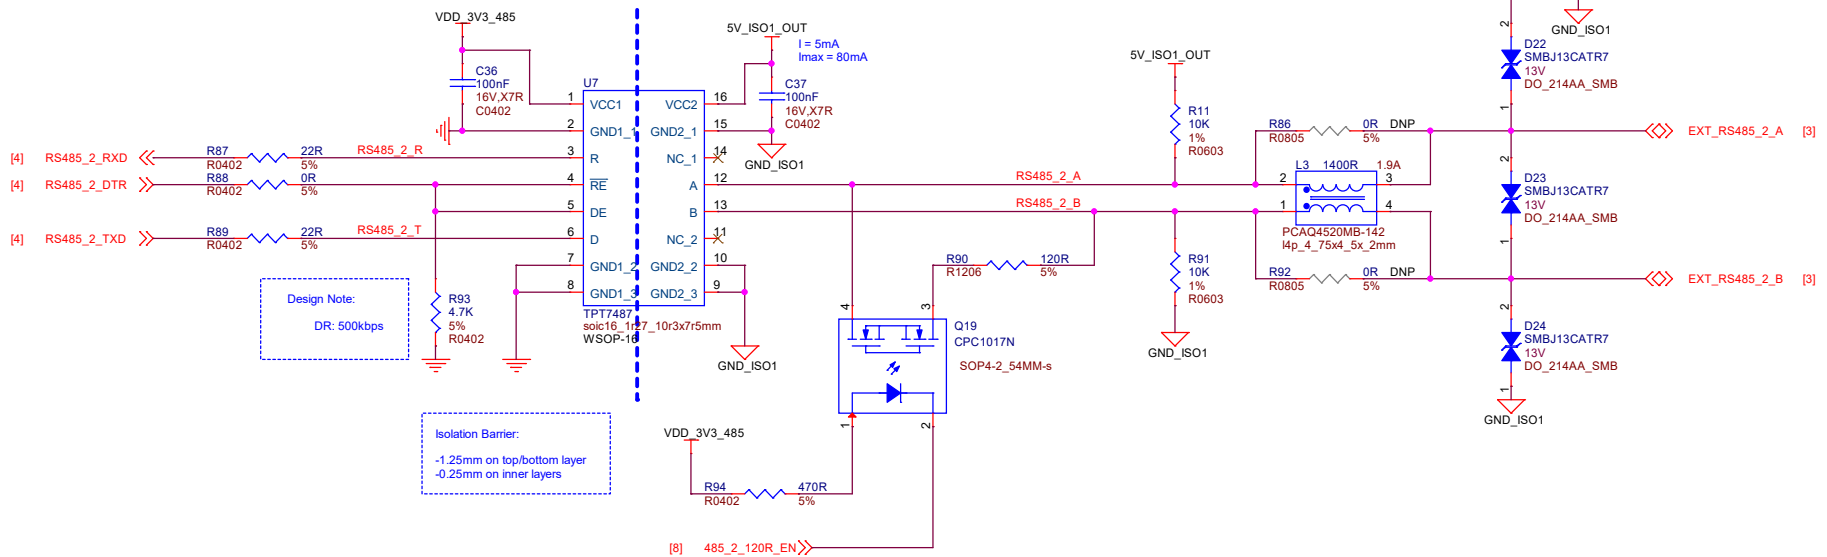 VDD_3V3_485
C36
100nF
16V,X7R
C0402
5V_ISO1_OUT
I = 5mA
Imax = 80mA
C37
100nF
16V,X7R
C0402
GND_ISO1
U7
1 VCC1
2 GND1_1
3 R
4 RE
5 DE
6 D
7 GND1_2
8 GND1_3
VCC2 16
GND2_1 15
NC_1 14
A 12
B 13
NC_2 11
GND2_2 10
GND2_3 9
TPT7487
soic16_1r27_10r3x7r5mm
WSOP-16
GND_ISO1
[4] RS485_2_RXD
R87 22R
R0402 5%
RS485_2_R
[4] RS485_2_DTR
R88 0R
R0402 5%
[4] RS485_2_TXD
R89 22R
R0402 5%
RS485_2_T
Design Note:
DR: 500kbps
R93
4.7K
5%
R0402
Isolation Barrier:
-1.25mm on top/bottom layer
-0.25mm on inner layers
VDD_3V3_485
R94 470R
R0402 5%
[8] 485_2_120R_EN
4 3
Q19
CPC1017N
SOP4-2_54MM-s
1 2
R90 120R
R1206 5%
RS485_2_A
RS485_2_B
5V_ISO1_OUT
R11
10K
1%
R0603
R91
10K
1%
R0603
GND_ISO1
R86 0R DNP
R0805 5%
L3 1400R 1.9A
2 3
1 4
PCAQ4520MB-142
l4p_4_75x4_5x_2mm
R92 0R DNP
R0805 5%
GND_ISO1
2
D22
SMBJ13CATR7
13V
DO_214AA_SMB
1
EXT_RS485_2_A [3]
2
D23
SMBJ13CATR7
13V
DO_214AA_SMB
1
EXT_RS485_2_B [3]
2
D24
SMBJ13CATR7
13V
DO_214AA_SMB
1
GND_ISO1